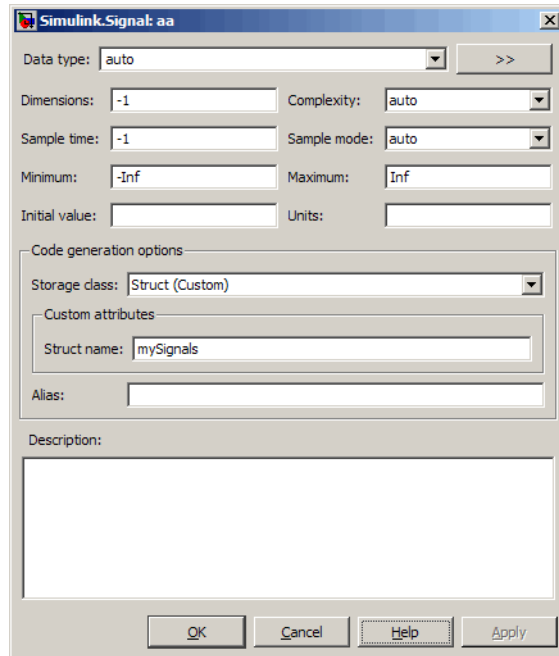 Simulink.Signal: aa
Data type: auto >>
Dimensions: -1 Complexity: auto
Sample time: -1 Sample mode: auto
Minimum: -Inf Maximum: Inf
Initial value: Units:
Code generation options
Storage class: Struct (Custom)
Custom attributes
Struct name: mySignals
Alias:
Description:
OK Cancel Help Apply